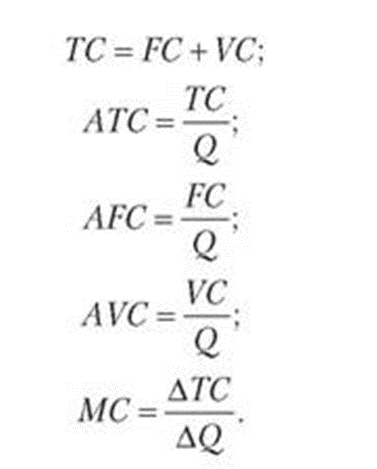 TC = FC + VC;
ATC = TC/Q;
AFC = FC/Q;
AVC = VC/Q;
MC = ΔTC/ΔQ.